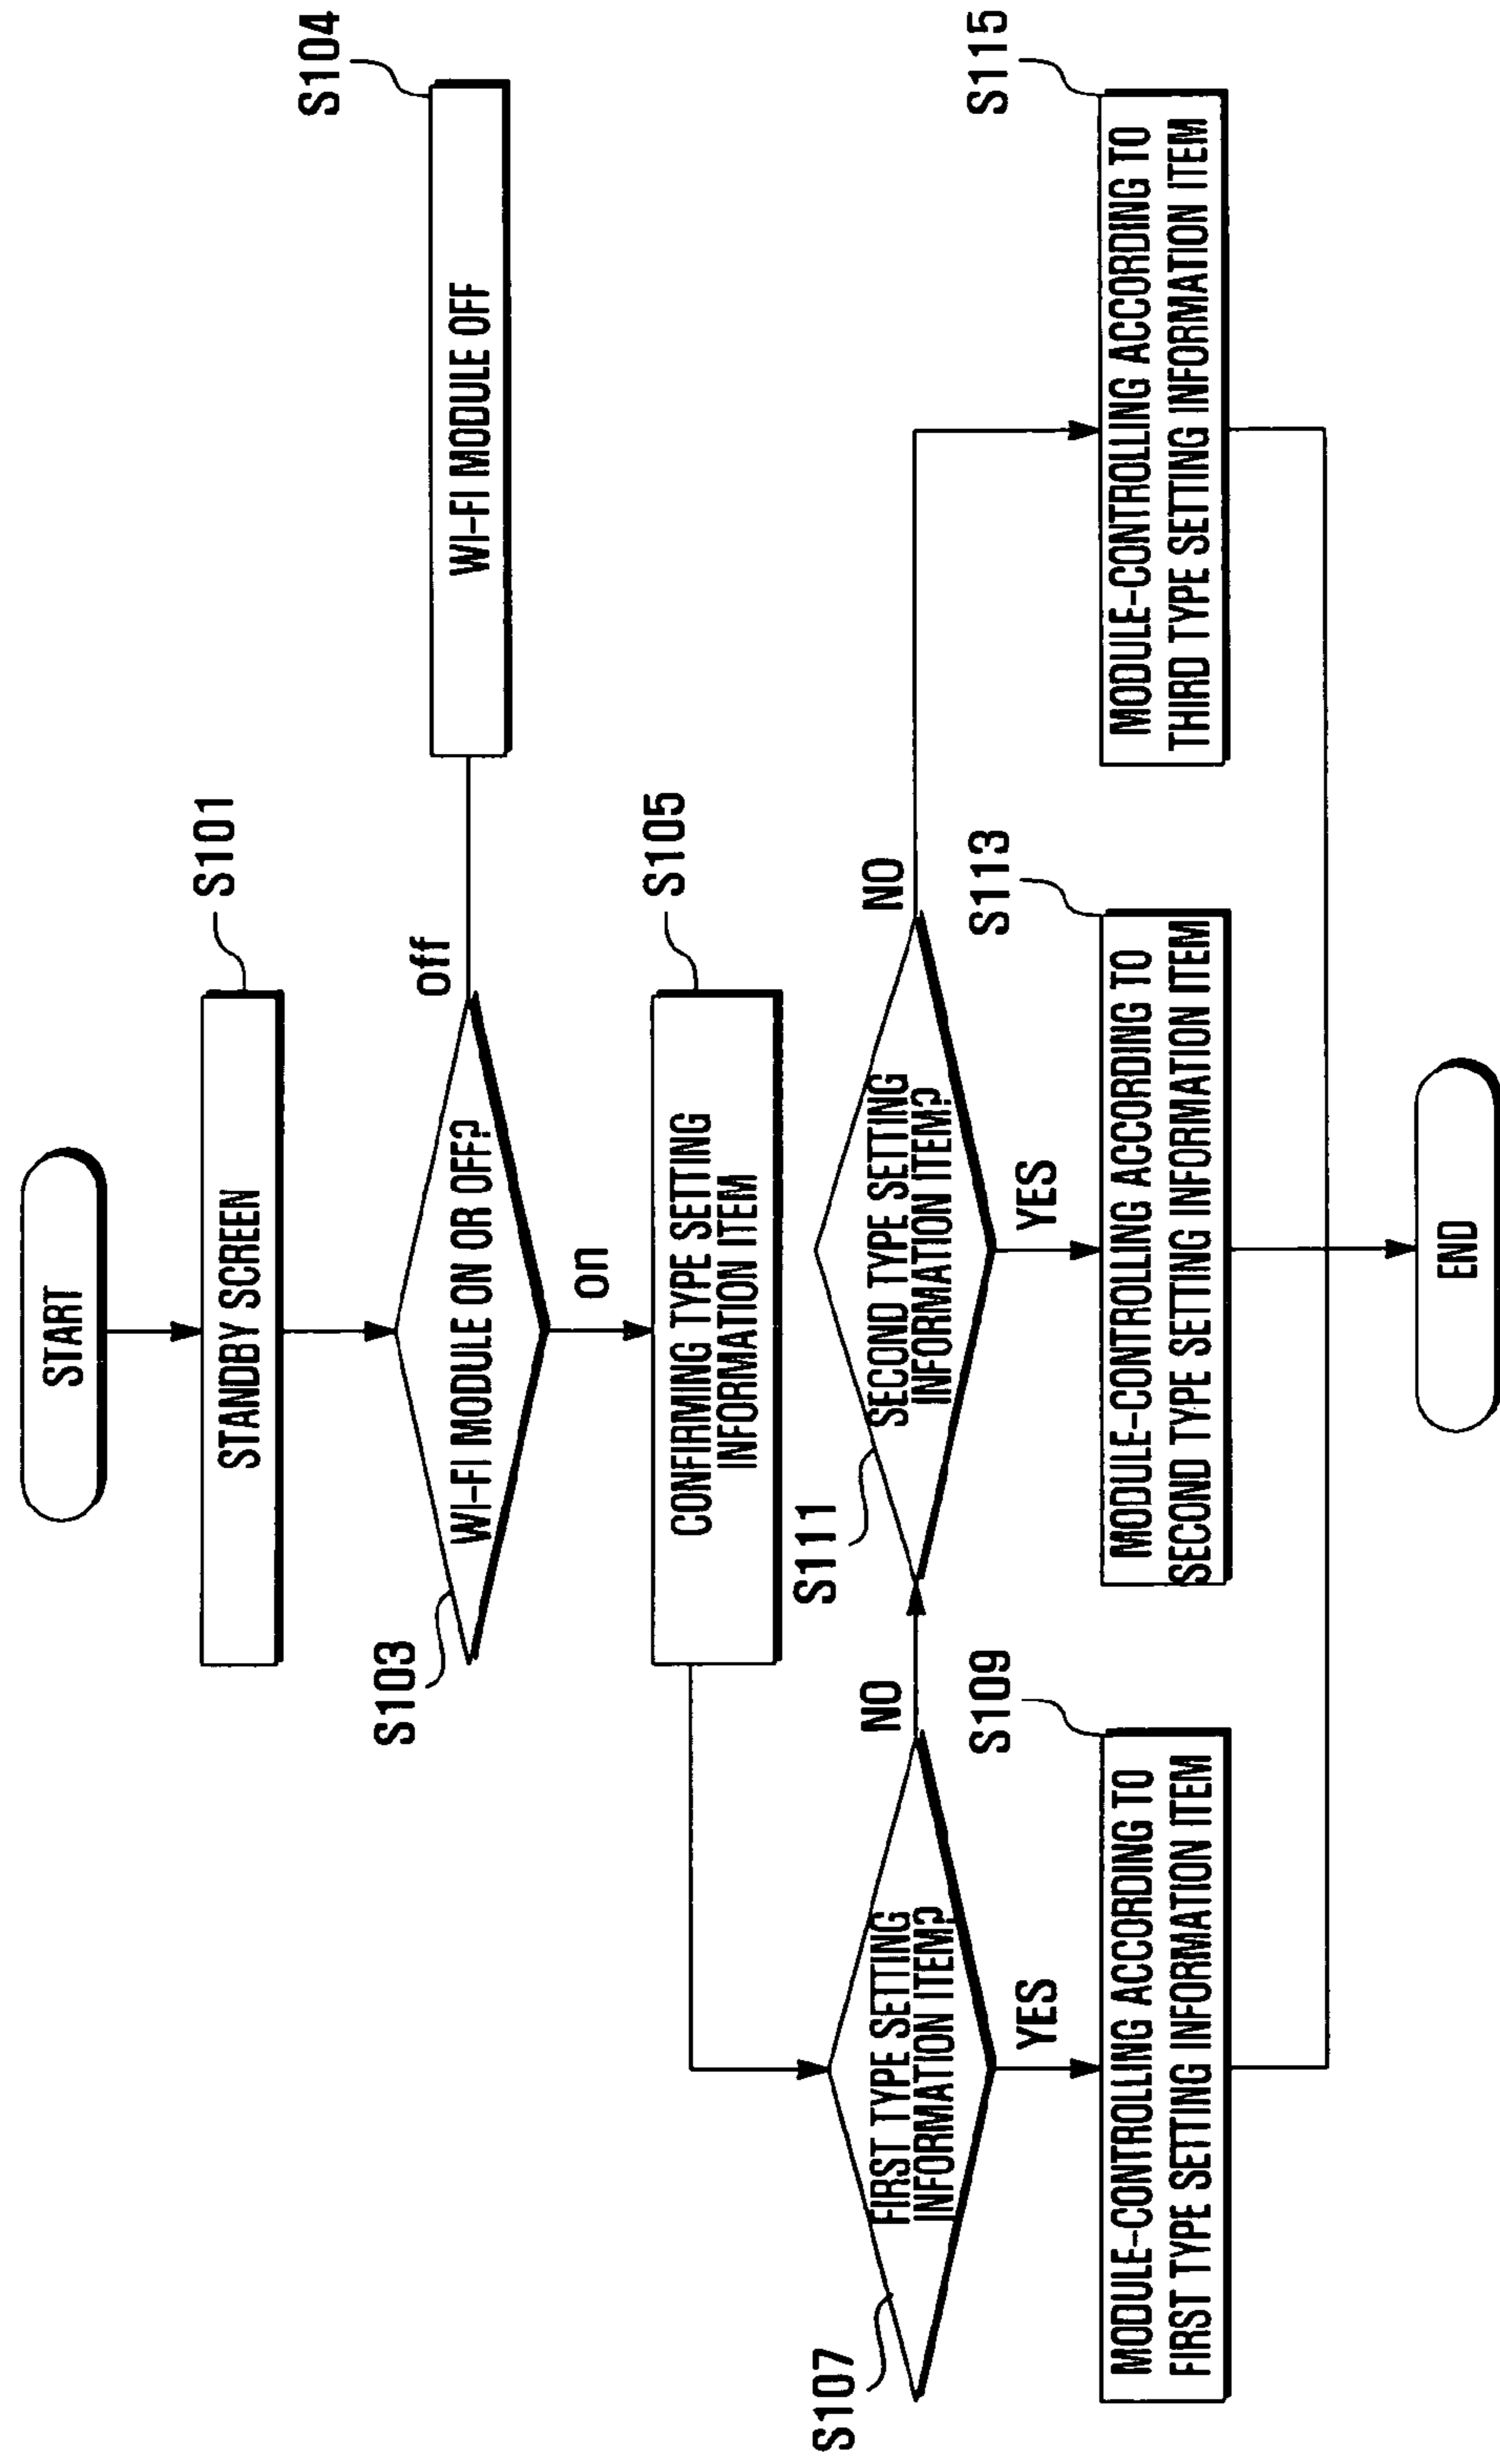 START
S101
STANDBY SCREEN
S103
WI-FI MODULE ON OR OFF?
off
S104
WI-FI MODULE OFF
on
S105
CONFIRMING TYPE SETTING
INFORMATION ITEM
S107
FIRST TYPE SETTING
INFORMATION ITEM?
NO
S111
SECOND TYPE SETTING
INFORMATION ITEM?
NO
YES
YES
S109
MODULE-CONTROLLING ACCORDING TO
FIRST TYPE SETTING INFORMATION ITEM
S113
MODULE-CONTROLLING ACCORDING TO
SECOND TYPE SETTING INFORMATION ITEM
S115
MODULE-CONTROLLING ACCORDING TO
THIRD TYPE SETTING INFORMATION ITEM
END